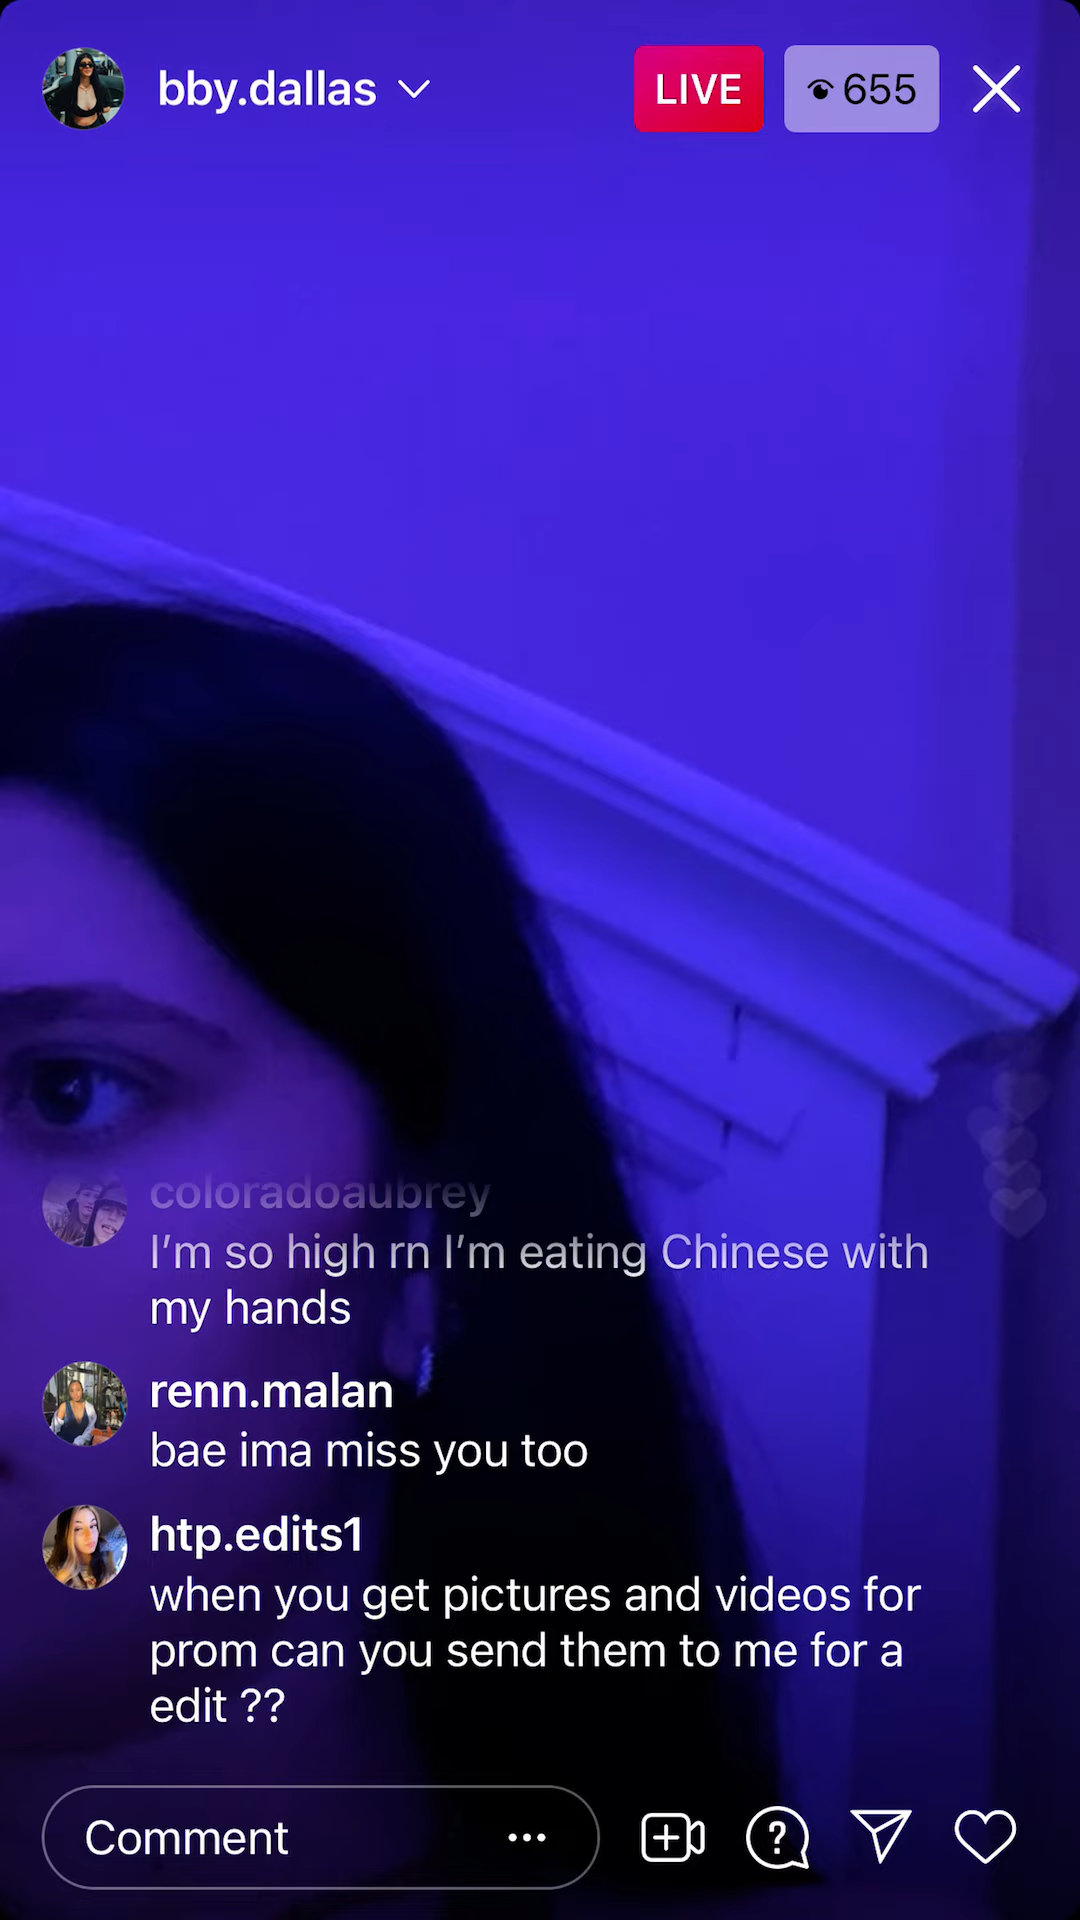 bby.dallas
LIVE
655
coloradoaubrey
I'm so high rn I'm eating Chinese with
my hands
renn.malan
bae ima miss you too
htp.edits1
when you get pictures and videos for
prom can you send them to me for a
edit ??
Comment